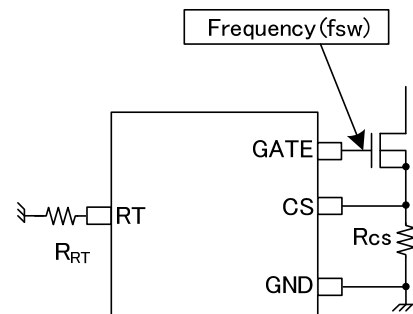 Frequency(fsw)
GATE
RT
CS
RRT
Rcs
GND